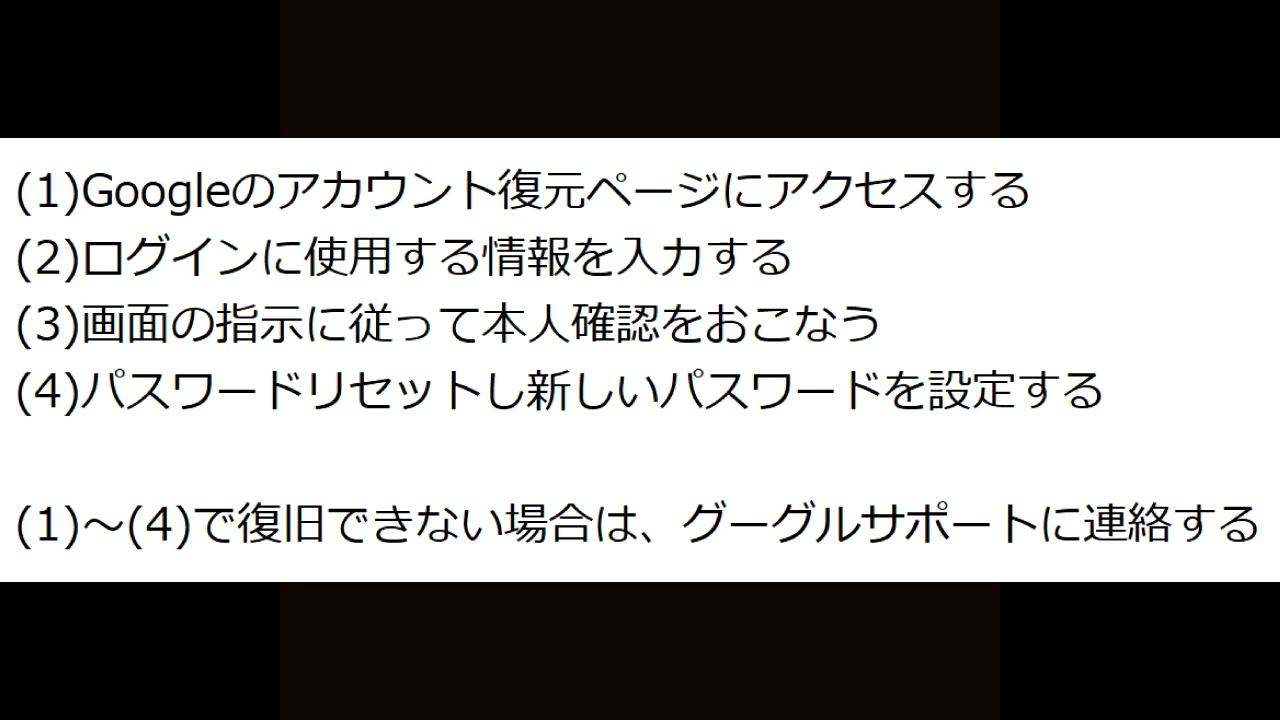 (1)Googleのアカウント復元ページにアクセスする
(2)ログインに使用する情報を入力する
(3)画面の指示に従って本人確認をおこなう
(4)パスワードリセットし新しいパスワードを設定する
(1)～(4)で復旧できない場合は、グーグルサポートに連絡する